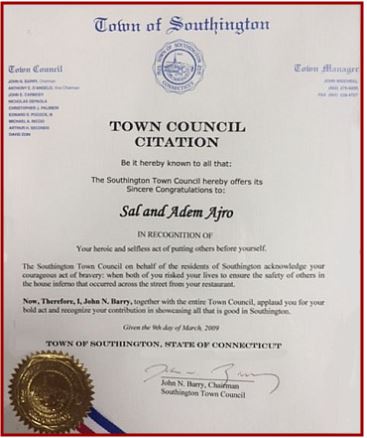 Town of Southington
TOWN OF SOUTHINGTON
CONNECTICUT
Town Council
JOHN N. BARRY, Chairman
ANTHONY E. D'ANGELO, Vice Chairman
JOHN E.
NICHOLAS DEPAOLA
CHRISTOPHER J. PALMIERI
EDWARD S. POCOCK, III
MICHAEL A. RICCIO
ARTHUR H. SECONDO
DAVID ZONI
Town Manager
JOHN
TOWN COUNCIL
CITATION
Be it hereby known to all that:
The Southington Town Council hereby offers its
Sincere Congratulations to:
Sal and Adem Ajro
IN RECOGNITION OF
Your heroic and selfless act of putting others before yourself.
The Southington Town Council on behalf of the residents of Southington acknowledge your
courageous act of bravery: when both of you risked your lives to ensure the safety of others in
the house inferno that occurred across the street from your restaurant.
Now, Therefore, I, John N. Barry, together with the entire Town Council, applaud you for your
bold act and recognize your contribution in showcasing all that is good in Southington.
Given the 9th day of March, 2009
TOWN OF SOUTHINGTON, STATE OF CONNECTICUT
John N. Barry, Chairman
Southington Town Council